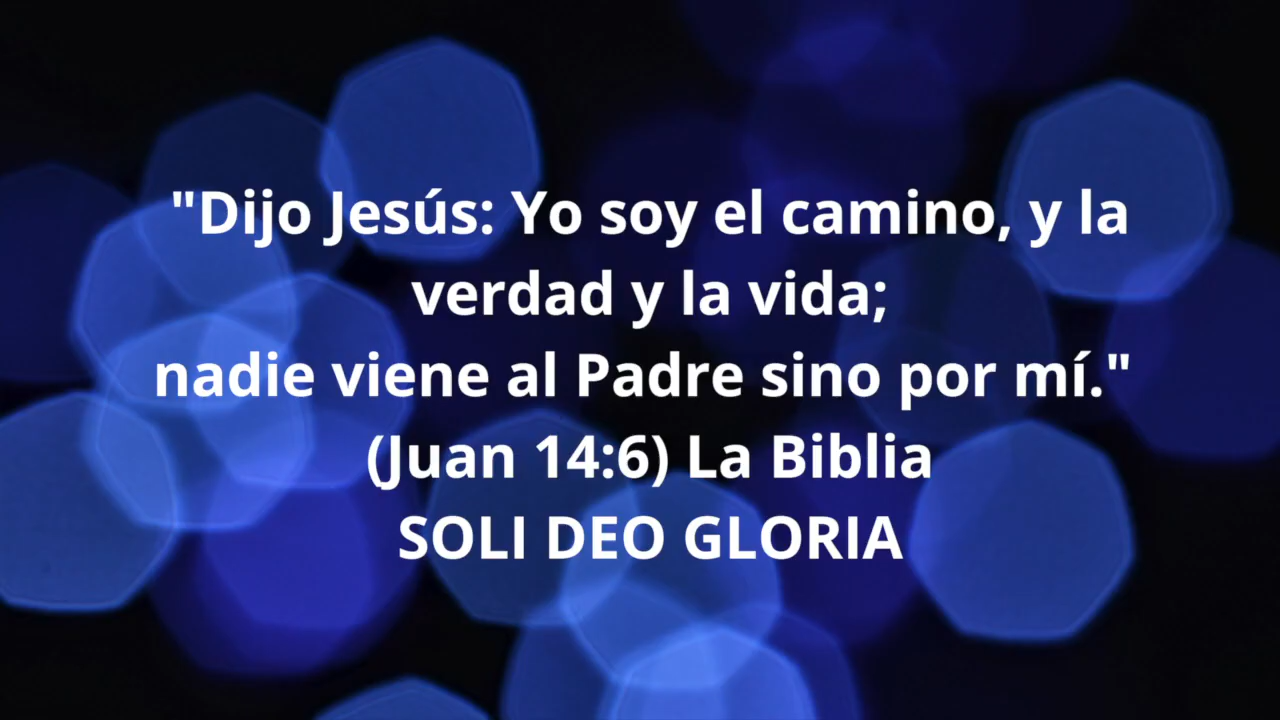 "Dijo Jesús: Yo soy el camino, y la
verdad y la vida;
nadie viene al Padre sino por mí."
(Juan 14:6) La Biblia
SOLI DEO GLORIA